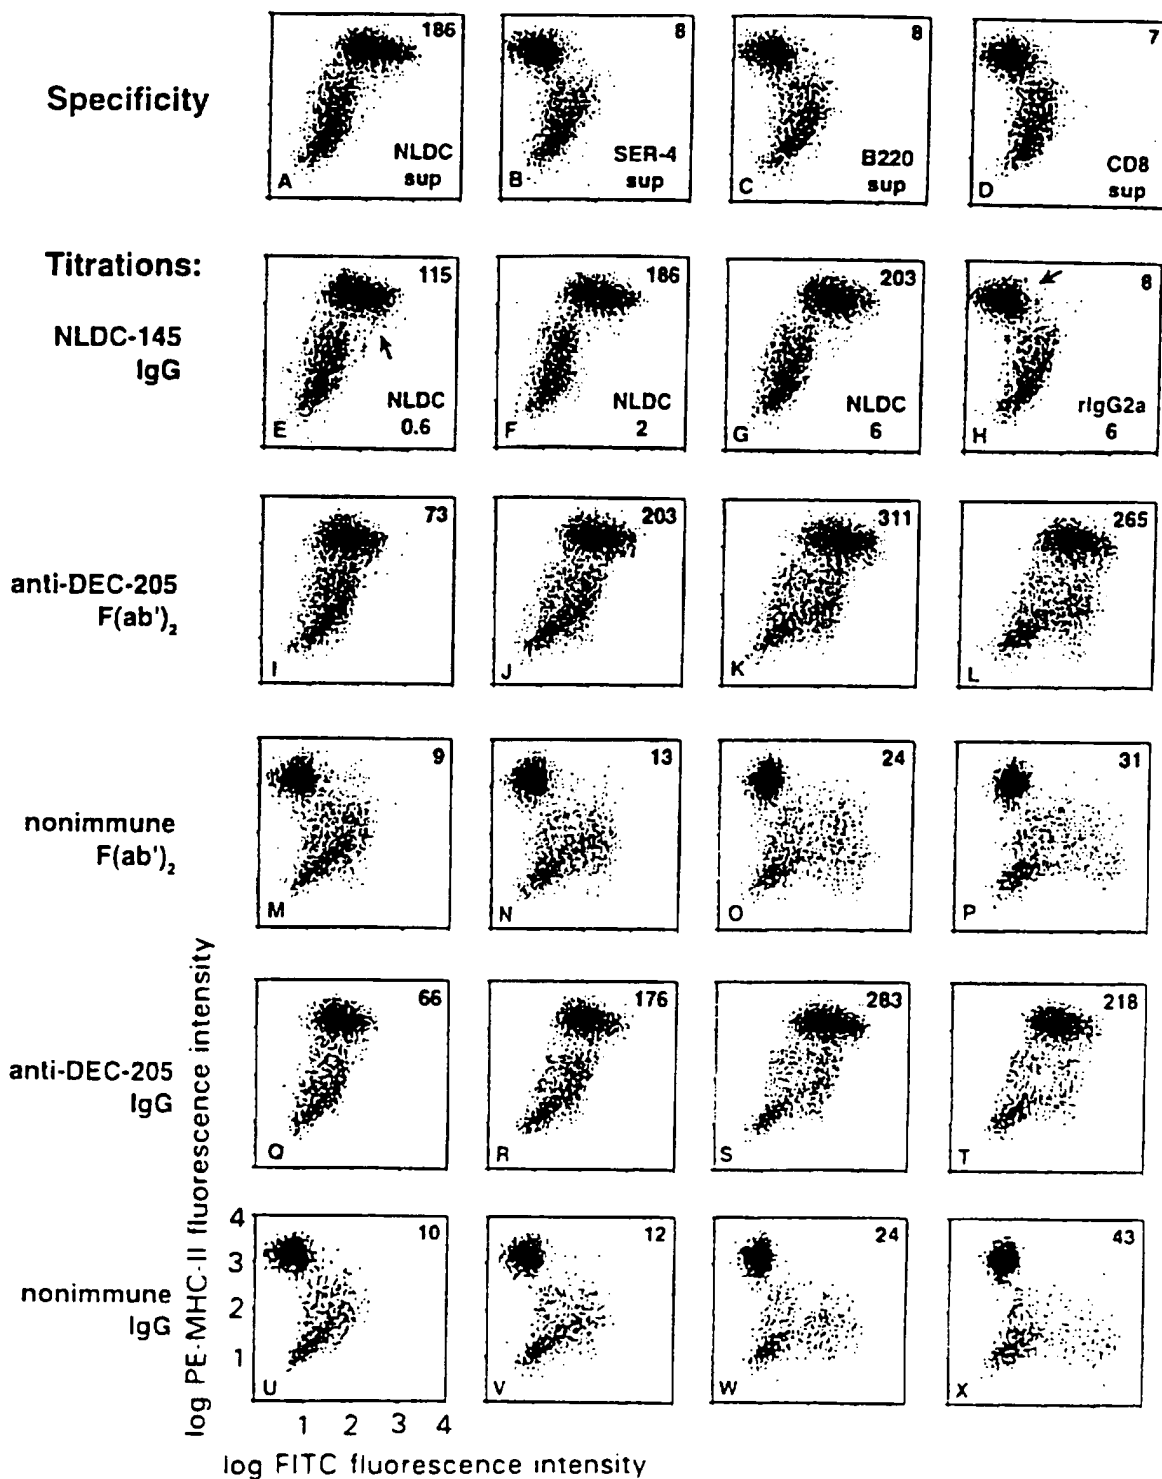 186 8 8 7
Specificity
NLDC SER-4 B220 CD8
sup sup sup sup
A B C D
Titrations:
115 186 203 8
NLDC-145
IgG
NLDC NLDC NLDC rIgG2a
0.6 2 6 6
E F G H
73 203 311 265
anti-DEC-205
F(ab')₂
I J K L
9 13 24 31
nonimmune
F(ab')₂
M N O P
66 176 283 218
anti-DEC-205
IgG
Q R S T
10 12 24 43
nonimmune
IgG
U V W X
log PE-MHC-II fluorescence intensity
4
3
2
1
1 2 3 4
log FITC fluorescence intensity